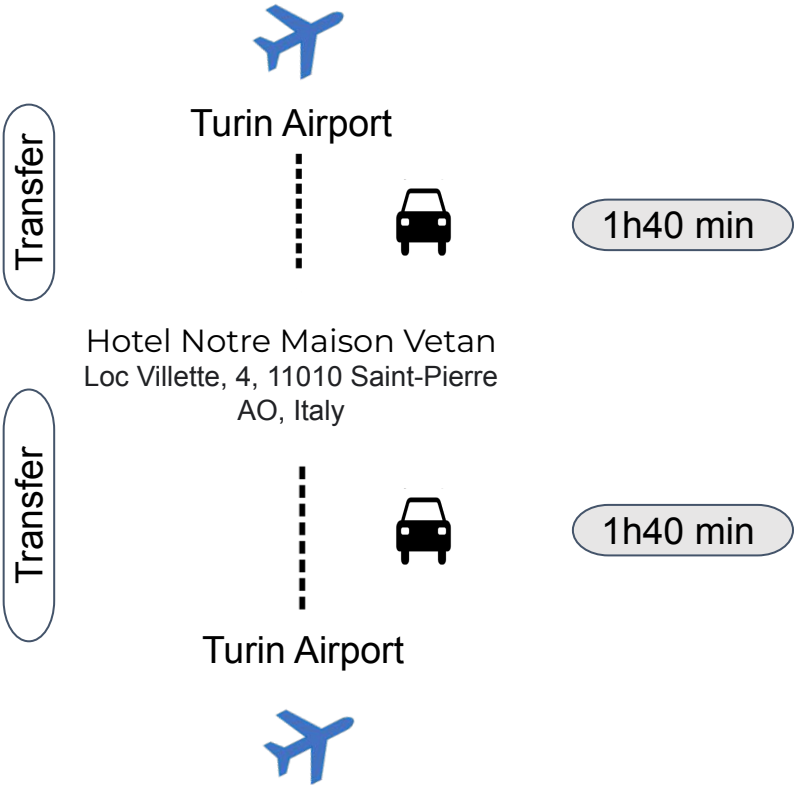 Turin Airport
Transfer
1h40 min
Hotel Notre Maison Vetan
Loc Villette, 4, 11010 Saint-Pierre
AO, Italy
Transfer
1h40 min
Turin Airport